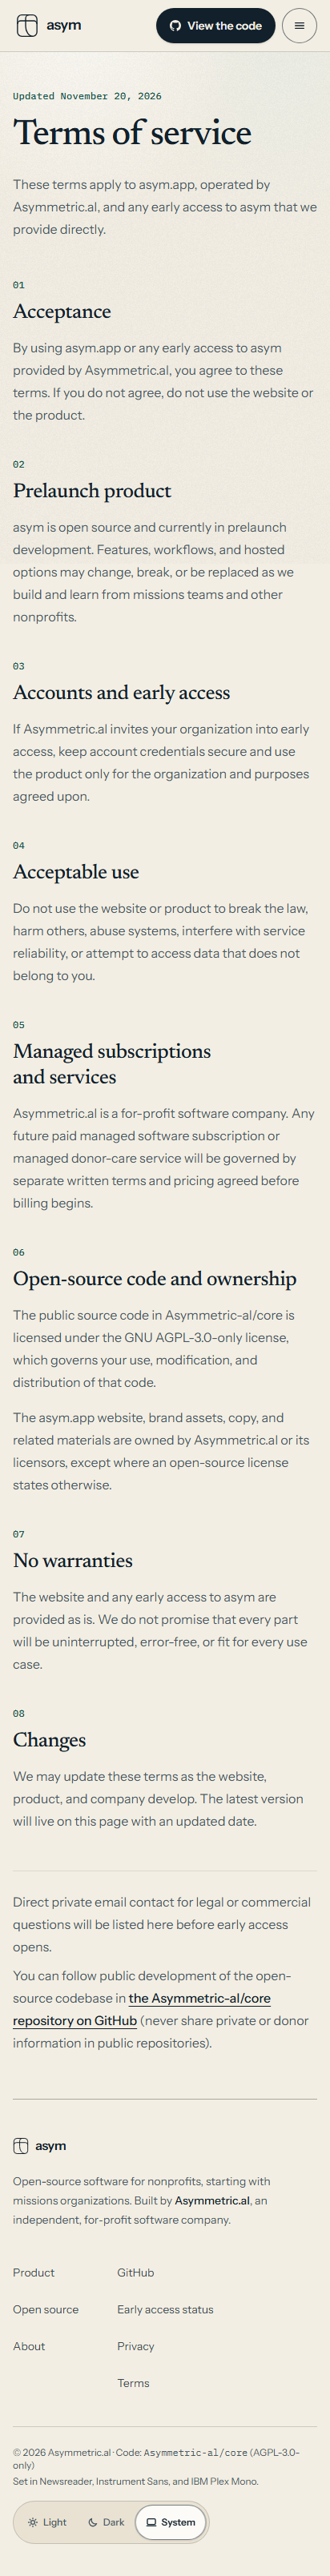 asym
View the code
Updated November 20, 2026
Terms of service
These terms apply to asym.app, operated by
Asymmetric.al, and any early access to asym that we
provide directly.
01
Acceptance
By using asym.app or any early access to asym
provided by Asymmetric.al, you agree to these
terms. If you do not agree, do not use the website or
the product.
02
Prelaunch product
asym is open source and currently in prelaunch
development. Features, workflows, and hosted
options may change, break, or be replaced as we
build and learn from missions teams and other
nonprofits.
03
Accounts and early access
If Asymmetric.al invites your organization into early
access, keep account credentials secure and use
the product only for the organization and purposes
agreed upon.
04
Acceptable use
Do not use the website or product to break the law,
harm others, abuse systems, interfere with service
reliability, or attempt to access data that does not
belong to you.
05
Managed subscriptions
and services
Asymmetric.al is a for-profit software company. Any
future paid managed software subscription or
managed donor-care service will be governed by
separate written terms and pricing agreed before
billing begins.
06
Open-source code and ownership
The public source code in Asymmetric-al/core is
licensed under the GNU AGPL-3.0-only license,
which governs your use, modification, and
distribution of that code.
The asym.app website, brand assets, copy, and
related materials are owned by Asymmetric.al or its
licensors, except where an open-source license
states otherwise.
07
No warranties
The website and any early access to asym are
provided as is. We do not promise that every part
will be uninterrupted, error-free, or fit for every use
case.
08
Changes
We may update these terms as the website,
product, and company develop. The latest version
will live on this page with an updated date.
Direct private email contact for legal or commercial
questions will be listed here before early access
opens.
You can follow public development of the open-
source codebase in the Asymmetric-al/core
repository on GitHub (never share private or donor
information in public repositories).
asym
Open-source software for nonprofits, starting with
missions organizations. Built by Asymmetric.al, an
independent, for-profit software company.
Product
GitHub
Open source
Early access status
About
Privacy
Terms
© 2026 Asymmetric.al · Code: Asymmetric-al/core (AGPL-3.0-
only)
Set in Newsreader, Instrument Sans, and IBM Plex Mono.
Light
Dark
System